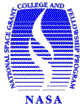 NATIONAL SPACE GRANT COLLEGE AND FELLOWSHIP PROGRAM
NASA